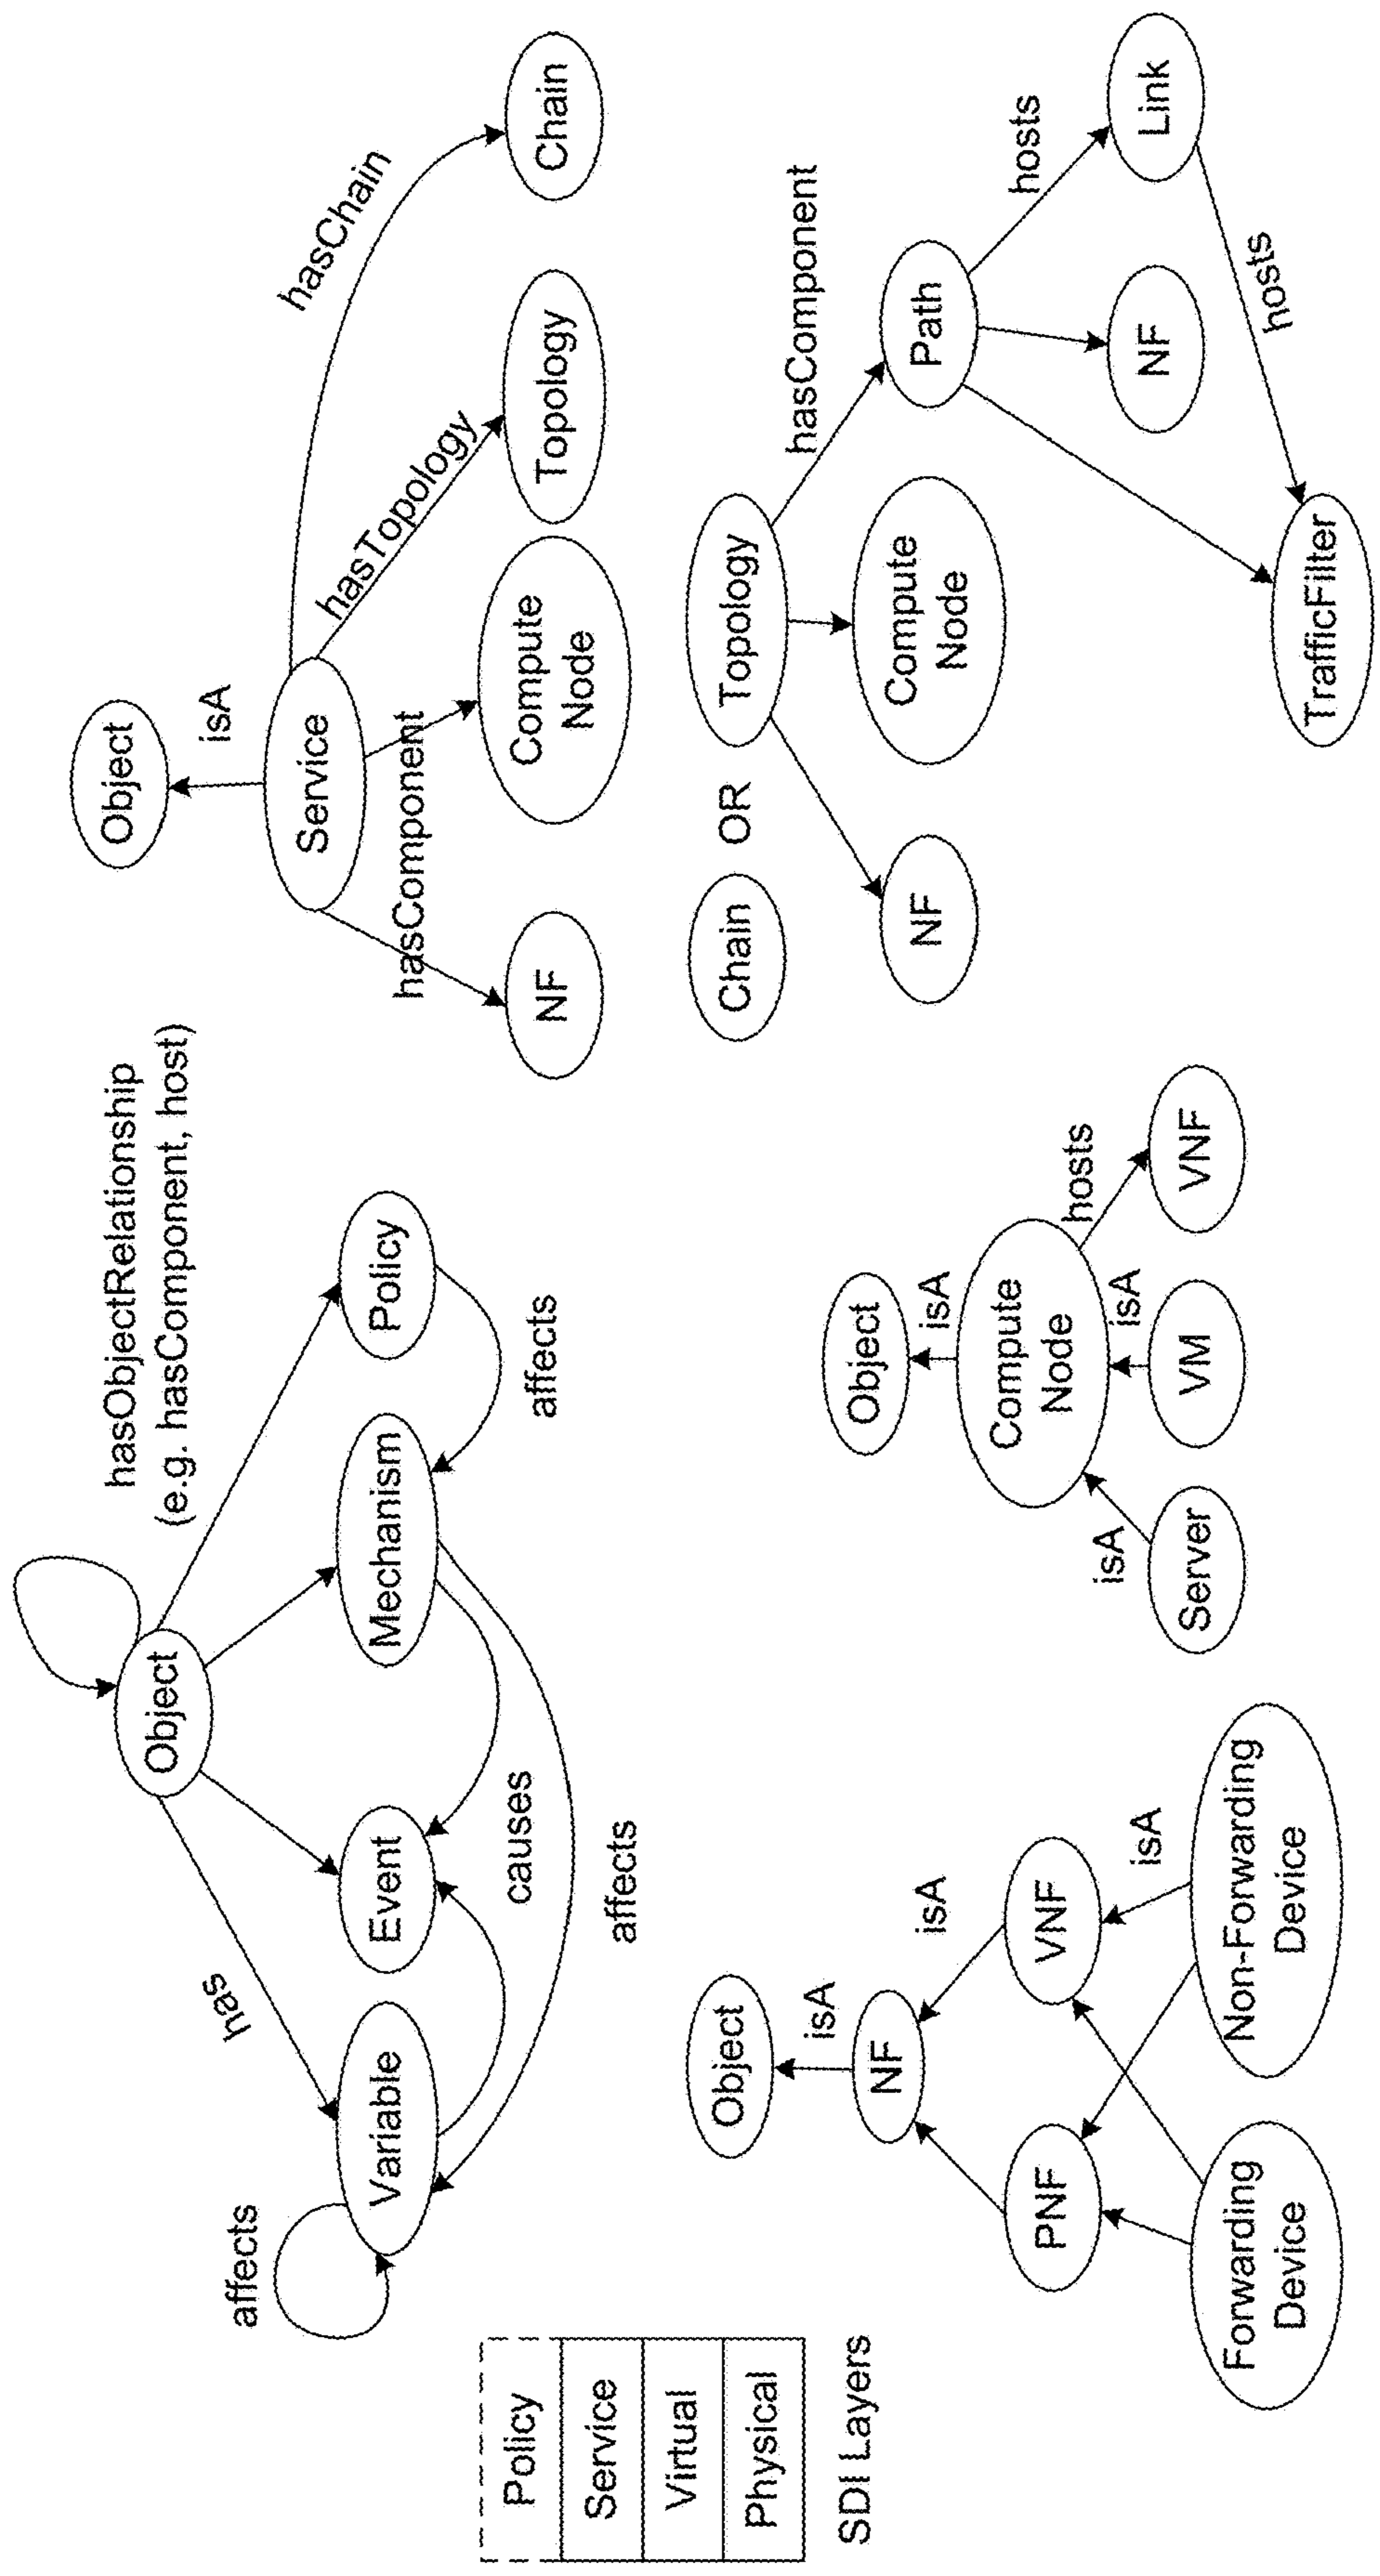 hasObjectRelationship
(e.g. hasComponent, host)
Object
has
Variable
Event
Mechanism
Policy
affects
affects
causes
affects
Object
isA
Service
hasChain
hasTopology
hasComponent
NF
Compute
Node
Topology
Chain
Policy
Service
Virtual
Physical
SDI Layers
Object
isA
NF
isA
PNF
VNF
isA
Forwarding
Device
Non-Forwarding
Device
Object
isA
Compute
Node
isA
isA
hosts
Server
VM
VNF
Chain
OR
Topology
hasComponent
NF
Compute
Node
Path
hosts
NF
Link
hosts
TrafficFilter